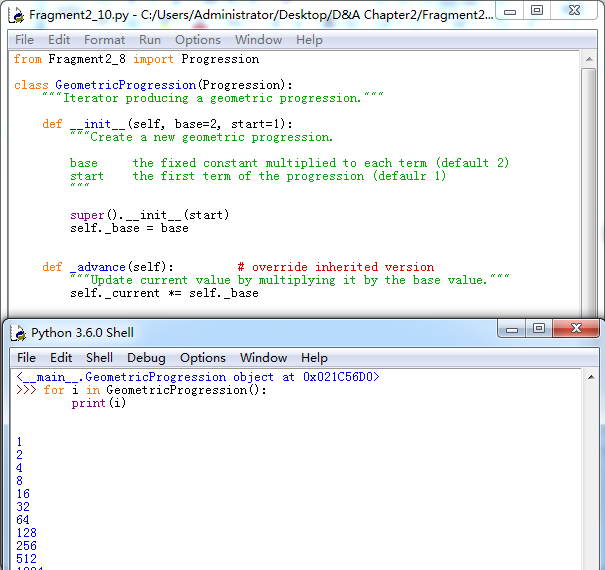 Fragment2_10.py - C:/Users/Administrator/Desktop/D&A Chapter2/Fragment2...
File Edit Format Run Options Window Help
from Fragment2_8 import Progression
class GeometricProgression(Progression):
"""Iterator producing a geometric progression."""
def __init__(self, base=2, start=1):
"""Create a new geometric progression.
base the fixed constant multiplied to each term (default 2)
start the first term of the progression (defaulr 1)
"""
super().__init__(start)
self._base = base
def _advance(self): # override inherited version
"""Update current value by multiplying it by the base value."""
self._current *= self._base
Python 3.6.0 Shell
File Edit Shell Debug Options Window Help
<__main__.GeometricProgression object at 0x021C56D0>
>>> for i in GeometricProgression():
print(i)
1
2
4
8
16
32
64
128
256
512